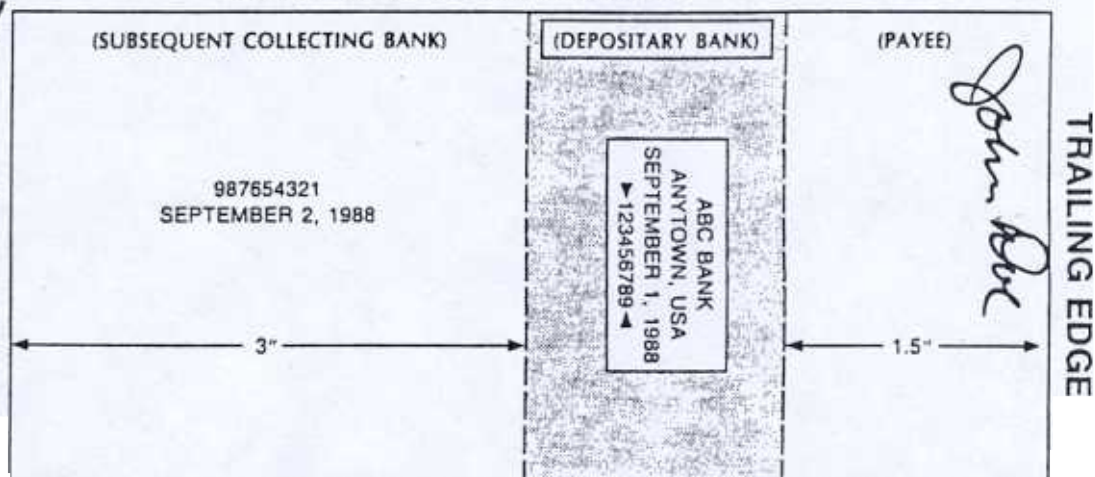 (SUBSEQUENT COLLECTING BANK)
987654321
SEPTEMBER 2, 1988
3"
(DEPOSITARY BANK)
ABC BANK
ANYTOWN, USA
SEPTEMBER 1, 1988
►123456789◄
(PAYEE)
John Doe
1.5"
TRAILING EDGE